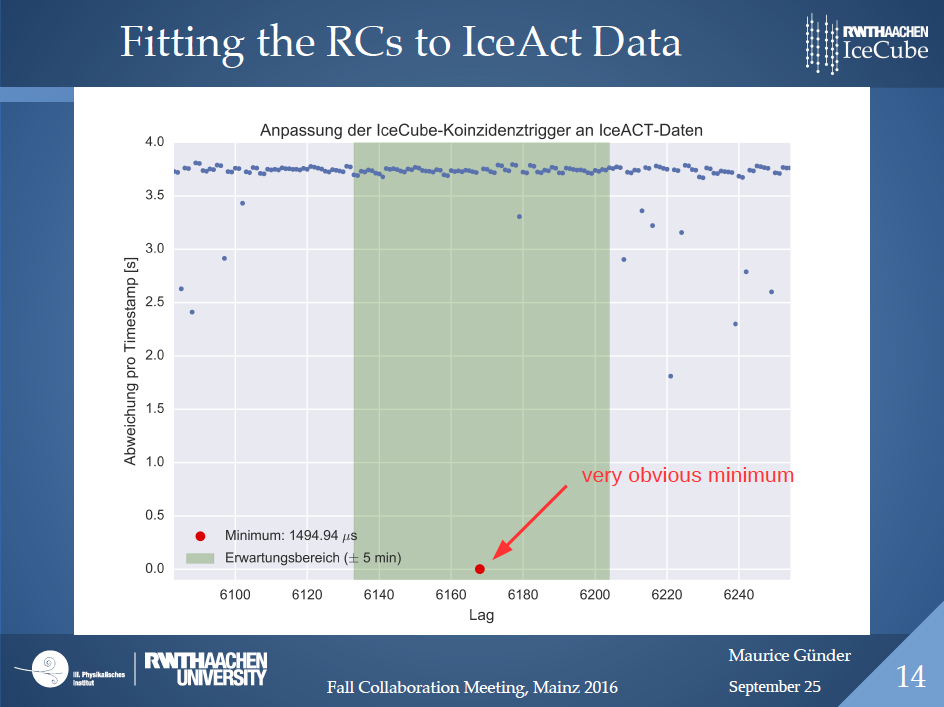 Fitting the RCs to IceAct Data
RWTHAACHEN
IceCube
Anpassung der IceCube-Koinzidenztrigger an IceACT-Daten
4.0
3.5
3.0
2.5
2.0
1.5
1.0
0.5
0.0
Abweichung pro Timestamp [s]
very obvious minimum
Minimum: 1494.94 μs
Erwartungsbereich (± 5 min)
6100 6120 6140 6160 6180 6200 6220 6240
Lag
III. Physikalisches
Institut
RWTHAACHEN
UNIVERSITY
Fall Collaboration Meeting, Mainz 2016
Maurice Günder
September 25
14